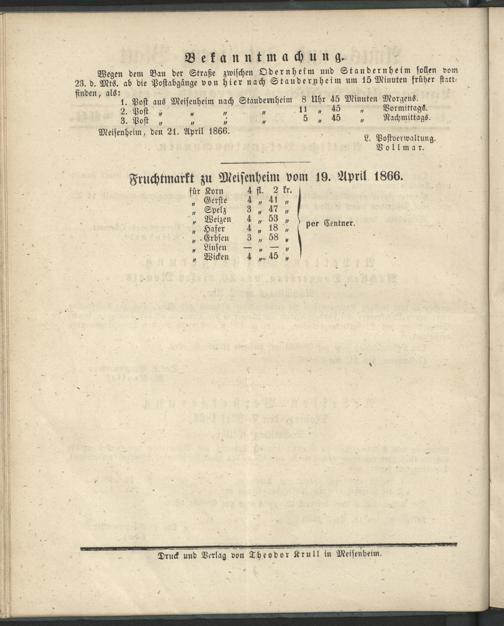 Bekanntmachung.
Wegen dem Bau der Straße zwischen Odernheim und Staudernheim sollen vom
23. d. Mts. ab die Postabgänge von hier nach Staudernheim um 15 Minuten früher statt-
finden, als:
1. Post aus Meisenheim nach Staudernheim 8 Uhr 45 Minuten Morgens.
2. Post „ „ „ „ 11 „ 45 „ Vormittags.
3. Post „ „ „ „ 5 „ 45 „ Nachmittags.
Meisenheim, den 21. April 1866.
L. Postverwaltung.
Vollmar.
Fruchtmarkt zu Meisenheim vom 19. April 1866.
für Korn 4 fl. 2 kr.
„ Gerste 4 „ 41 „
„ Spelz 3 „ 47 „
„ Weizen 4 „ 53 „
„ Hafer 4 „ 18 „
„ Erbsen 3 „ 58 „
„ Linsen — „ — „
„ Wicken 4 „ 45 „
per Centner.
Druck und Verlag von Theodor Krull in Meisenheim.